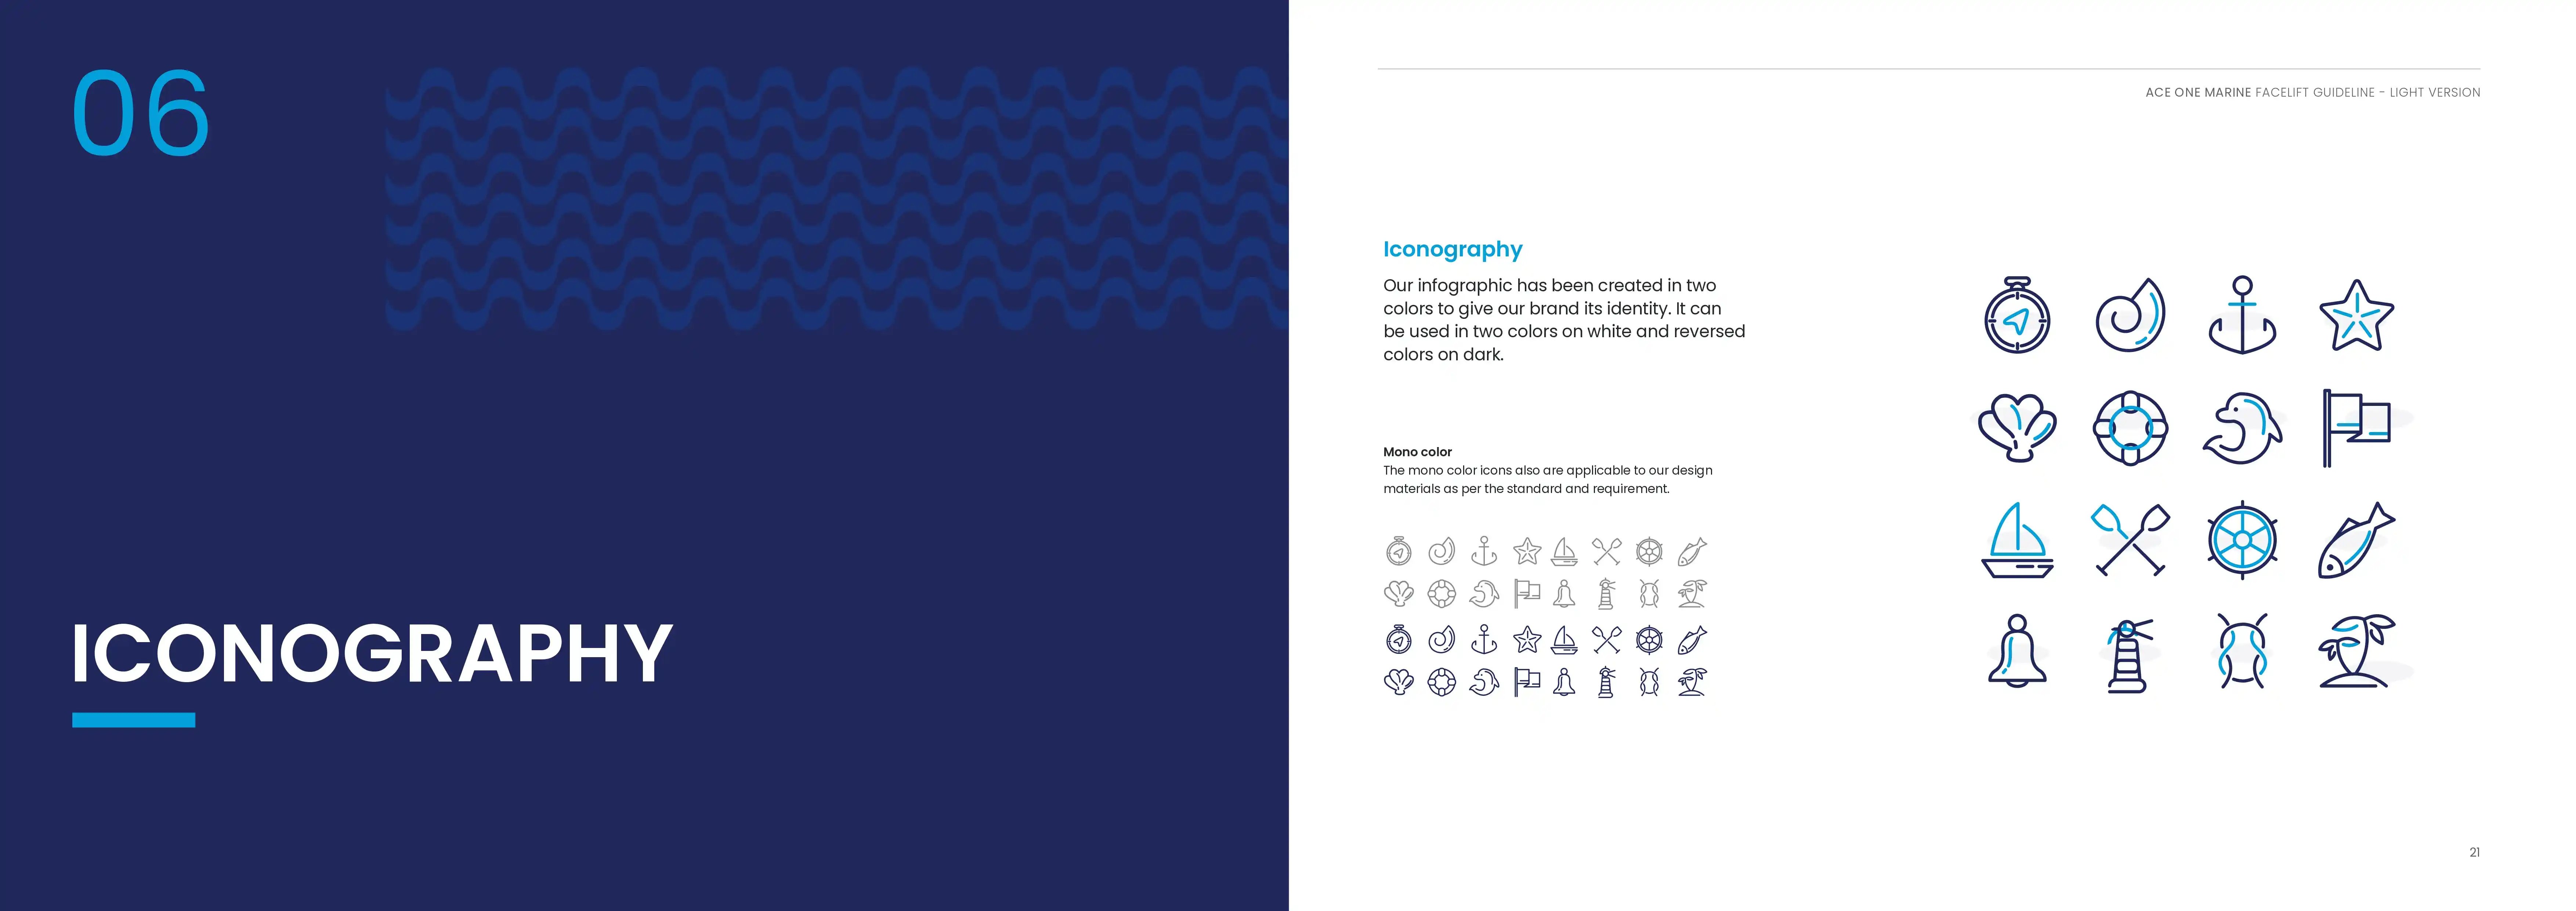 06
ICONOGRAPHY
ACE ONE MARINE FACELIFT GUIDELINE - LIGHT VERSION
Iconography
Our infographic has been created in two
colors to give our brand its identity. It can
be used in two colors on white and reversed
colors on dark.
Mono color
The mono color icons also are applicable to our design
materials as per the standard and requirement.
21